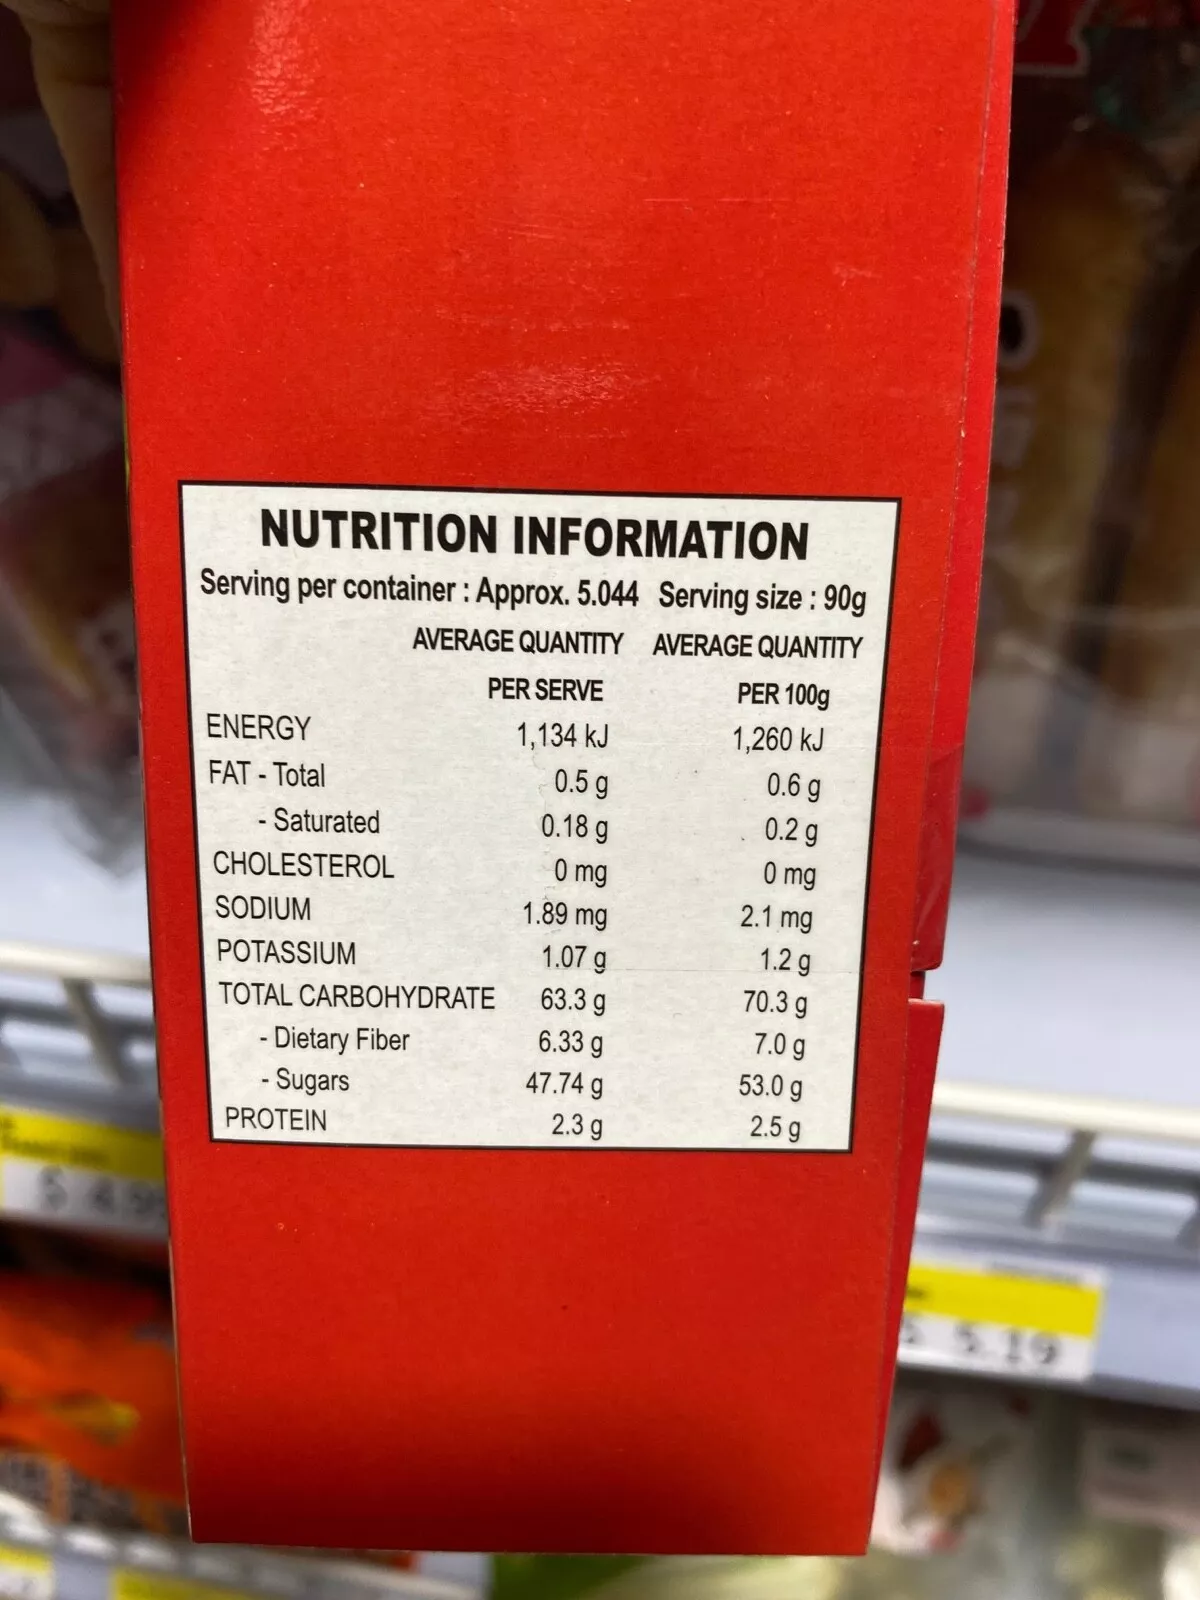 NUTRITION INFORMATION
Serving per container : Approx. 5.044 Serving size : 90g
AVERAGE QUANTITY AVERAGE QUANTITY
PER SERVE PER 100g
ENERGY 1,134 kJ 1,260 kJ
FAT - Total 0.5 g 0.6 g
- Saturated 0.18 g 0.2 g
CHOLESTEROL 0 mg 0 mg
SODIUM 1.89 mg 2.1 mg
POTASSIUM 1.07 g 1.2 g
TOTAL CARBOHYDRATE 63.3 g 70.3 g
- Dietary Fiber 6.33 g 7.0 g
- Sugars 47.74 g 53.0 g
PROTEIN 2.3 g 2.5 g
$ 5.19